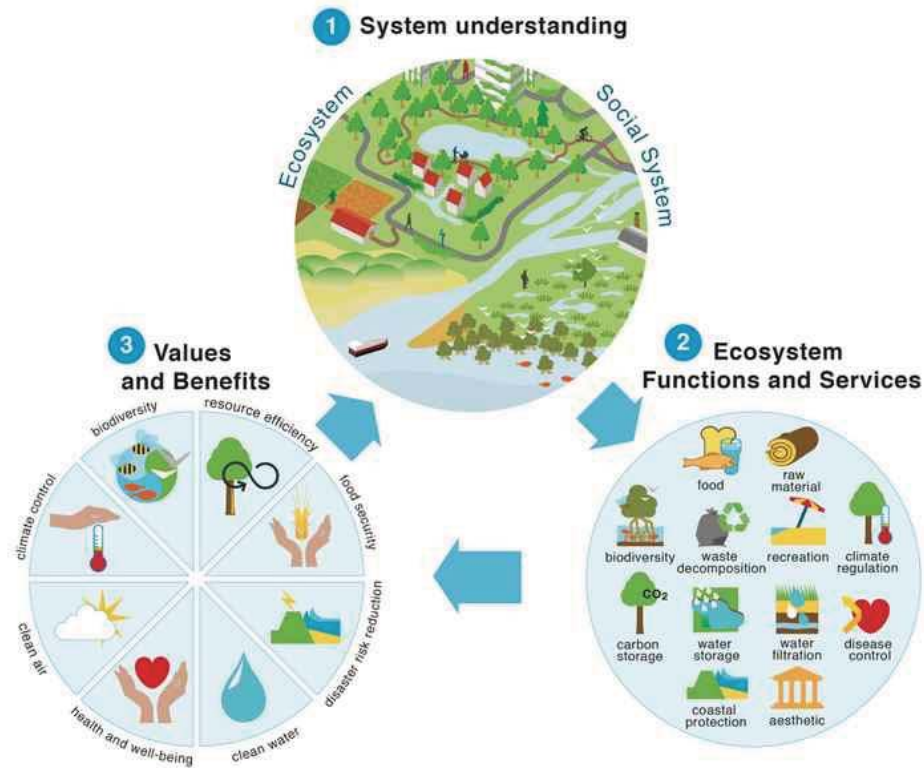 1 System understanding
Ecosystem
Social System
2 Ecosystem
Functions and Services
food
raw
material
biodiversity
waste
decomposition
recreation
climate
regulation
CO₂
carbon
storage
water
storage
water
filtration
disease
control
coastal
protection
aesthetic
3 Values
and Benefits
biodiversity
resource efficiency
food security
disaster risk reduction
clean water
health and well-being
clean air
climate control